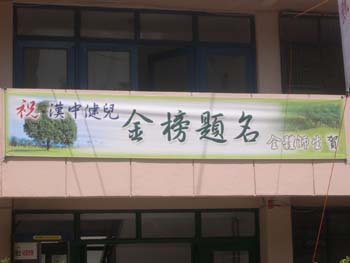 祝 漢中健兒
金榜題名
全體師生 賀